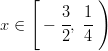 x ∈ [ − 3/2, 1/4 )